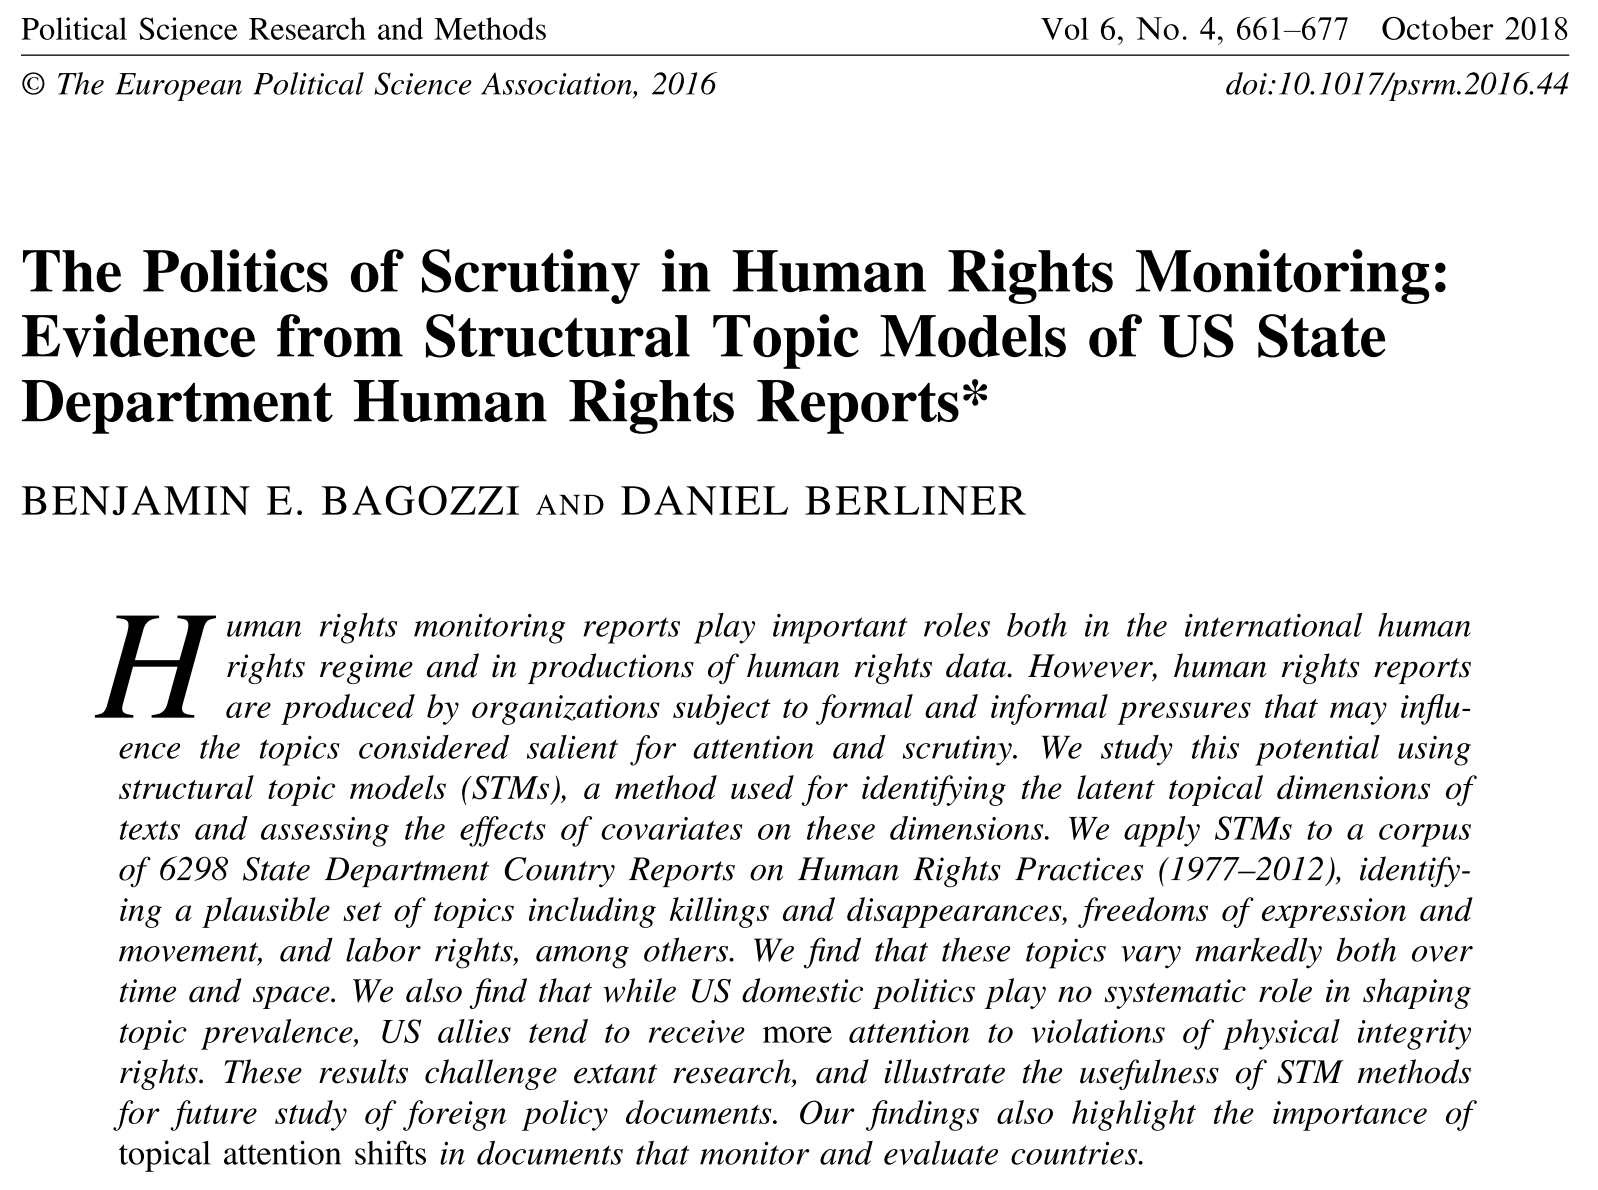 Political Science Research and Methods Vol 6, No. 4, 661–677 October 2018
© The European Political Science Association, 2016 doi:10.1017/psrm.2016.44
The Politics of Scrutiny in Human Rights Monitoring:
Evidence from Structural Topic Models of US State
Department Human Rights Reports*
BENJAMIN E. BAGOZZI AND DANIEL BERLINER
Human rights monitoring reports play important roles both in the international human
rights regime and in productions of human rights data. However, human rights reports
are produced by organizations subject to formal and informal pressures that may influ-
ence the topics considered salient for attention and scrutiny. We study this potential using
structural topic models (STMs), a method used for identifying the latent topical dimensions of
texts and assessing the effects of covariates on these dimensions. We apply STMs to a corpus
of 6298 State Department Country Reports on Human Rights Practices (1977–2012), identify-
ing a plausible set of topics including killings and disappearances, freedoms of expression and
movement, and labor rights, among others. We find that these topics vary markedly both over
time and space. We also find that while US domestic politics play no systematic role in shaping
topic prevalence, US allies tend to receive more attention to violations of physical integrity
rights. These results challenge extant research, and illustrate the usefulness of STM methods
for future study of foreign policy documents. Our findings also highlight the importance of
topical attention shifts in documents that monitor and evaluate countries.